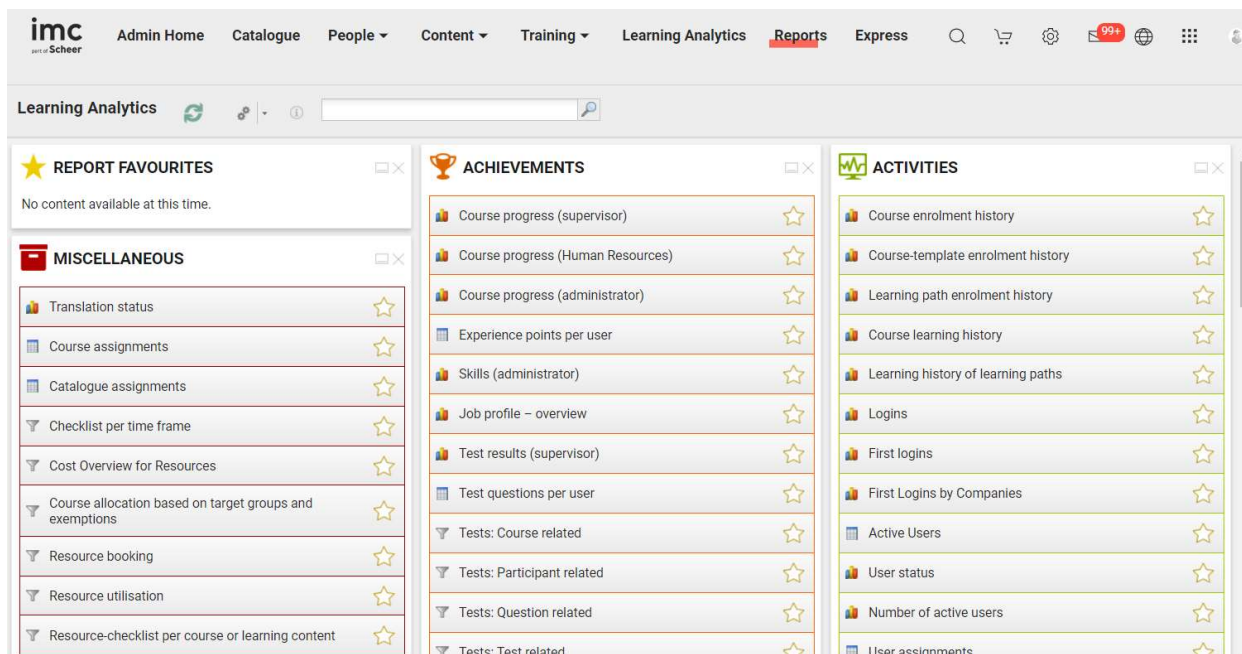 imc
part of Scheer
Admin Home
Catalogue
People
Content
Training
Learning Analytics
Reports
Express
99+
Learning Analytics
REPORT FAVOURITES
No content available at this time.
MISCELLANEOUS
Translation status
Course assignments
Catalogue assignments
Checklist per time frame
Cost Overview for Resources
Course allocation based on target groups and
exemptions
Resource booking
Resource utilisation
Resource-checklist per course or learning content
ACHIEVEMENTS
Course progress (supervisor)
Course progress (Human Resources)
Course progress (administrator)
Experience points per user
Skills (administrator)
Job profile – overview
Test results (supervisor)
Test questions per user
Tests: Course related
Tests: Participant related
Tests: Question related
Tests: Test related
ACTIVITIES
Course enrolment history
Course-template enrolment history
Learning path enrolment history
Course learning history
Learning history of learning paths
Logins
First logins
First Logins by Companies
Active Users
User status
Number of active users
User assignments